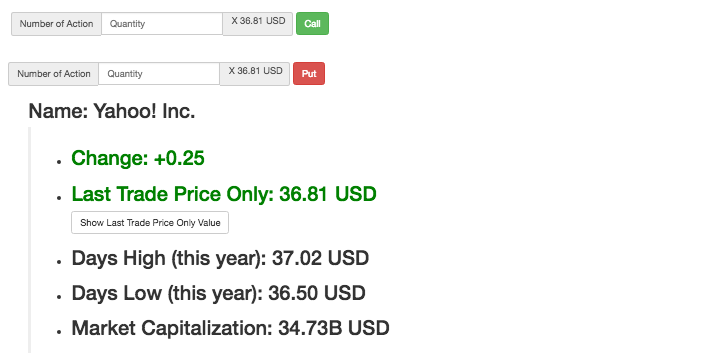 Number of Action Quantity X 36.81 USD Call
Number of Action Quantity X 36.81 USD Put
Name: Yahoo! Inc.
Change: +0.25
Last Trade Price Only: 36.81 USD
Show Last Trade Price Only Value
Days High (this year): 37.02 USD
Days Low (this year): 36.50 USD
Market Capitalization: 34.73B USD